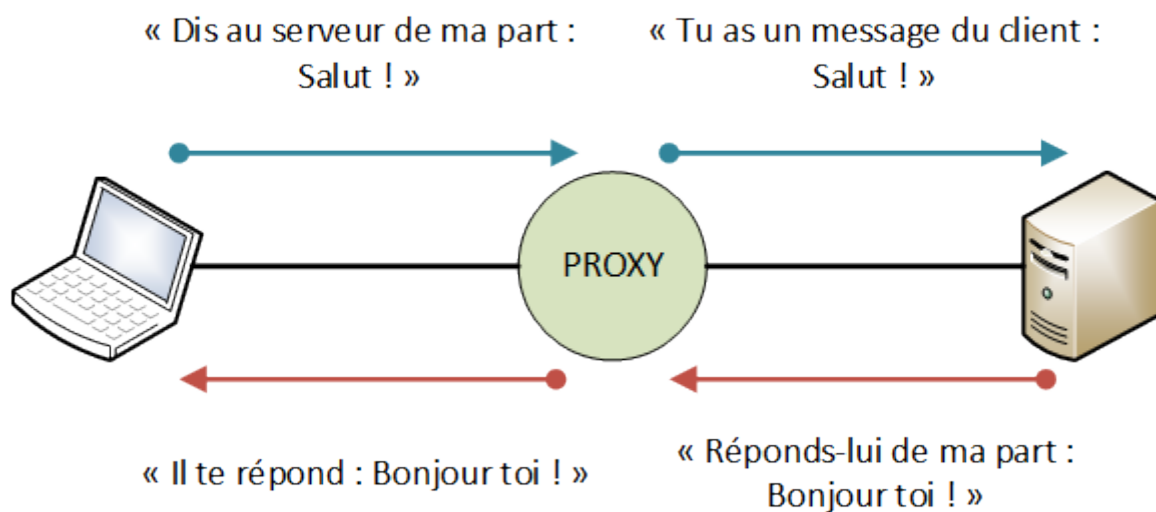 « Dis au serveur de ma part :
Salut ! »
« Tu as un message du client :
Salut ! »
PROXY
« Il te répond : Bonjour toi ! »
« Réponds-lui de ma part :
Bonjour toi ! »